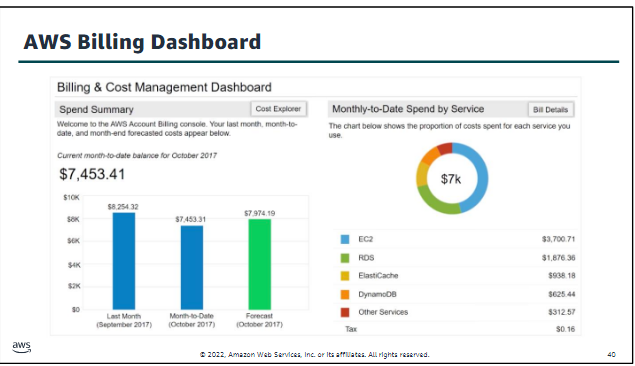 AWS Billing Dashboard
Billing & Cost Management Dashboard
Spend Summary
Cost Explorer
Welcome to the AWS Account Billing console. Your last month, month-to-
date, and month-end forecasted costs appear below.
Current month-to-date balance for October 2017
$7,453.41
$10K
$8K
$6K
$4K
$2K
$0
$8,254.32
$7,453.31
$7,974.19
Last Month
(September 2017)
Month-to-Date
(October 2017)
Forecast
(October 2017)
Monthly-to-Date Spend by Service
Bill Details
The chart below shows the proportion of costs spent for each service you
use.
$7k
EC2 $3,700.71
RDS $1,876.36
ElastiCache $938.18
DynamoDB $625.44
Other Services $312.57
Tax $0.16
aws
© 2022, Amazon Web Services, Inc. or its affiliates. All rights reserved.
40